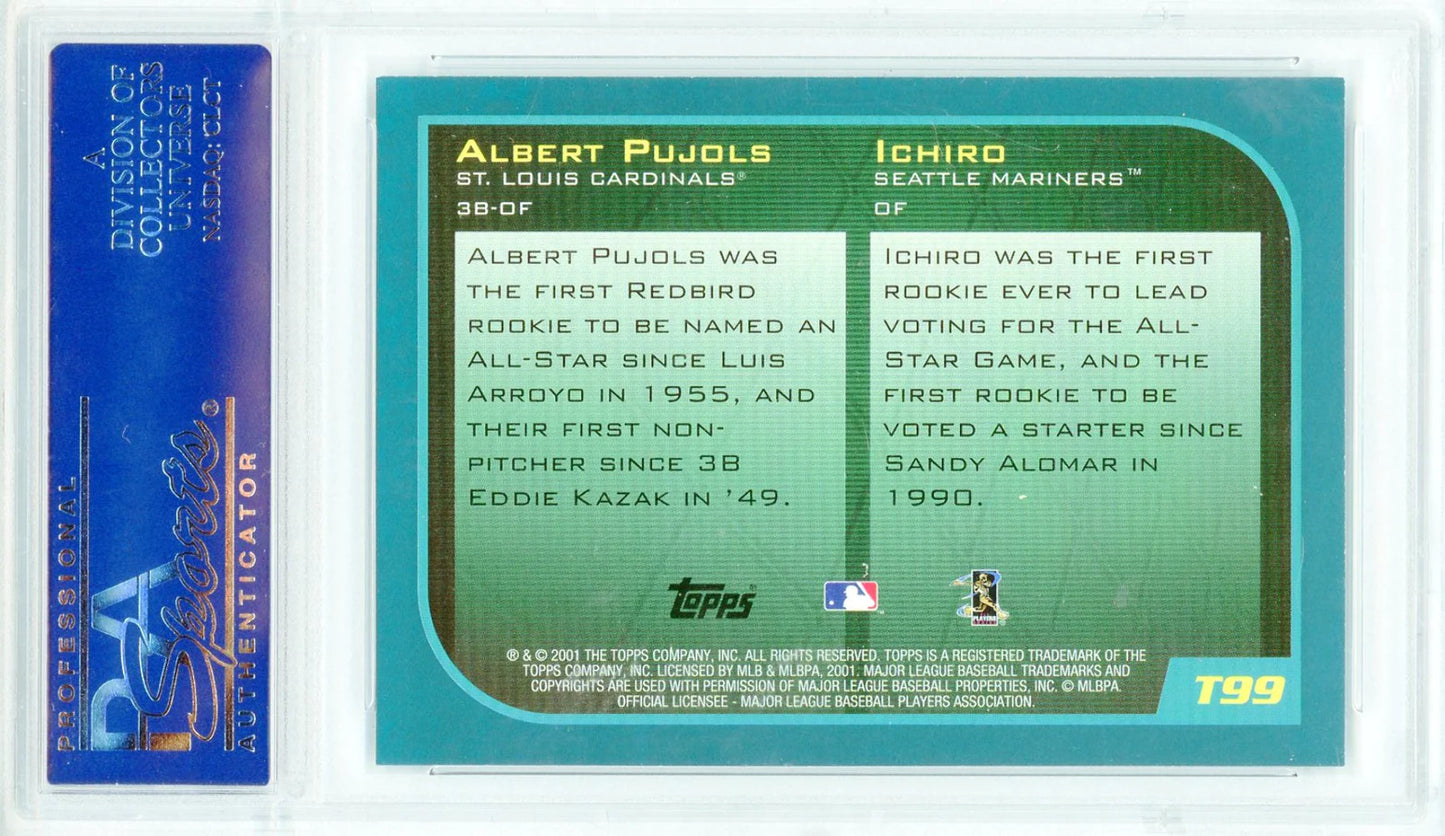 A
DIVISION OF
COLLECTORS
UNIVERSE
NASDAQ: CLCT
PROFESSIONAL
PSA
Sports®
AUTHENTICATOR
ALBERT PUJOLS
ST. LOUIS CARDINALS®
3B-OF
ALBERT PUJOLS WAS
THE FIRST REDBIRD
ROOKIE TO BE NAMED AN
ALL-STAR SINCE LUIS
ARROYO IN 1955, AND
THEIR FIRST NON-
PITCHER SINCE 3B
EDDIE KAZAK IN '49.
ICHIRO
SEATTLE MARINERS™
OF
ICHIRO WAS THE FIRST
ROOKIE EVER TO LEAD
VOTING FOR THE ALL-
STAR GAME, AND THE
FIRST ROOKIE TO BE
VOTED A STARTER SINCE
SANDY ALOMAR IN
1990.
Topps®
PLAYERS
® & © 2001 THE TOPPS COMPANY, INC. ALL RIGHTS RESERVED. TOPPS IS A REGISTERED TRADEMARK OF THE
TOPPS COMPANY, INC. LICENSED BY MLB & MLBPA, 2001. MAJOR LEAGUE BASEBALL TRADEMARKS AND
COPYRIGHTS ARE USED WITH PERMISSION OF MAJOR LEAGUE BASEBALL PROPERTIES, INC. © MLBPA.
OFFICIAL LICENSEE - MAJOR LEAGUE BASEBALL PLAYERS ASSOCIATION.
T99